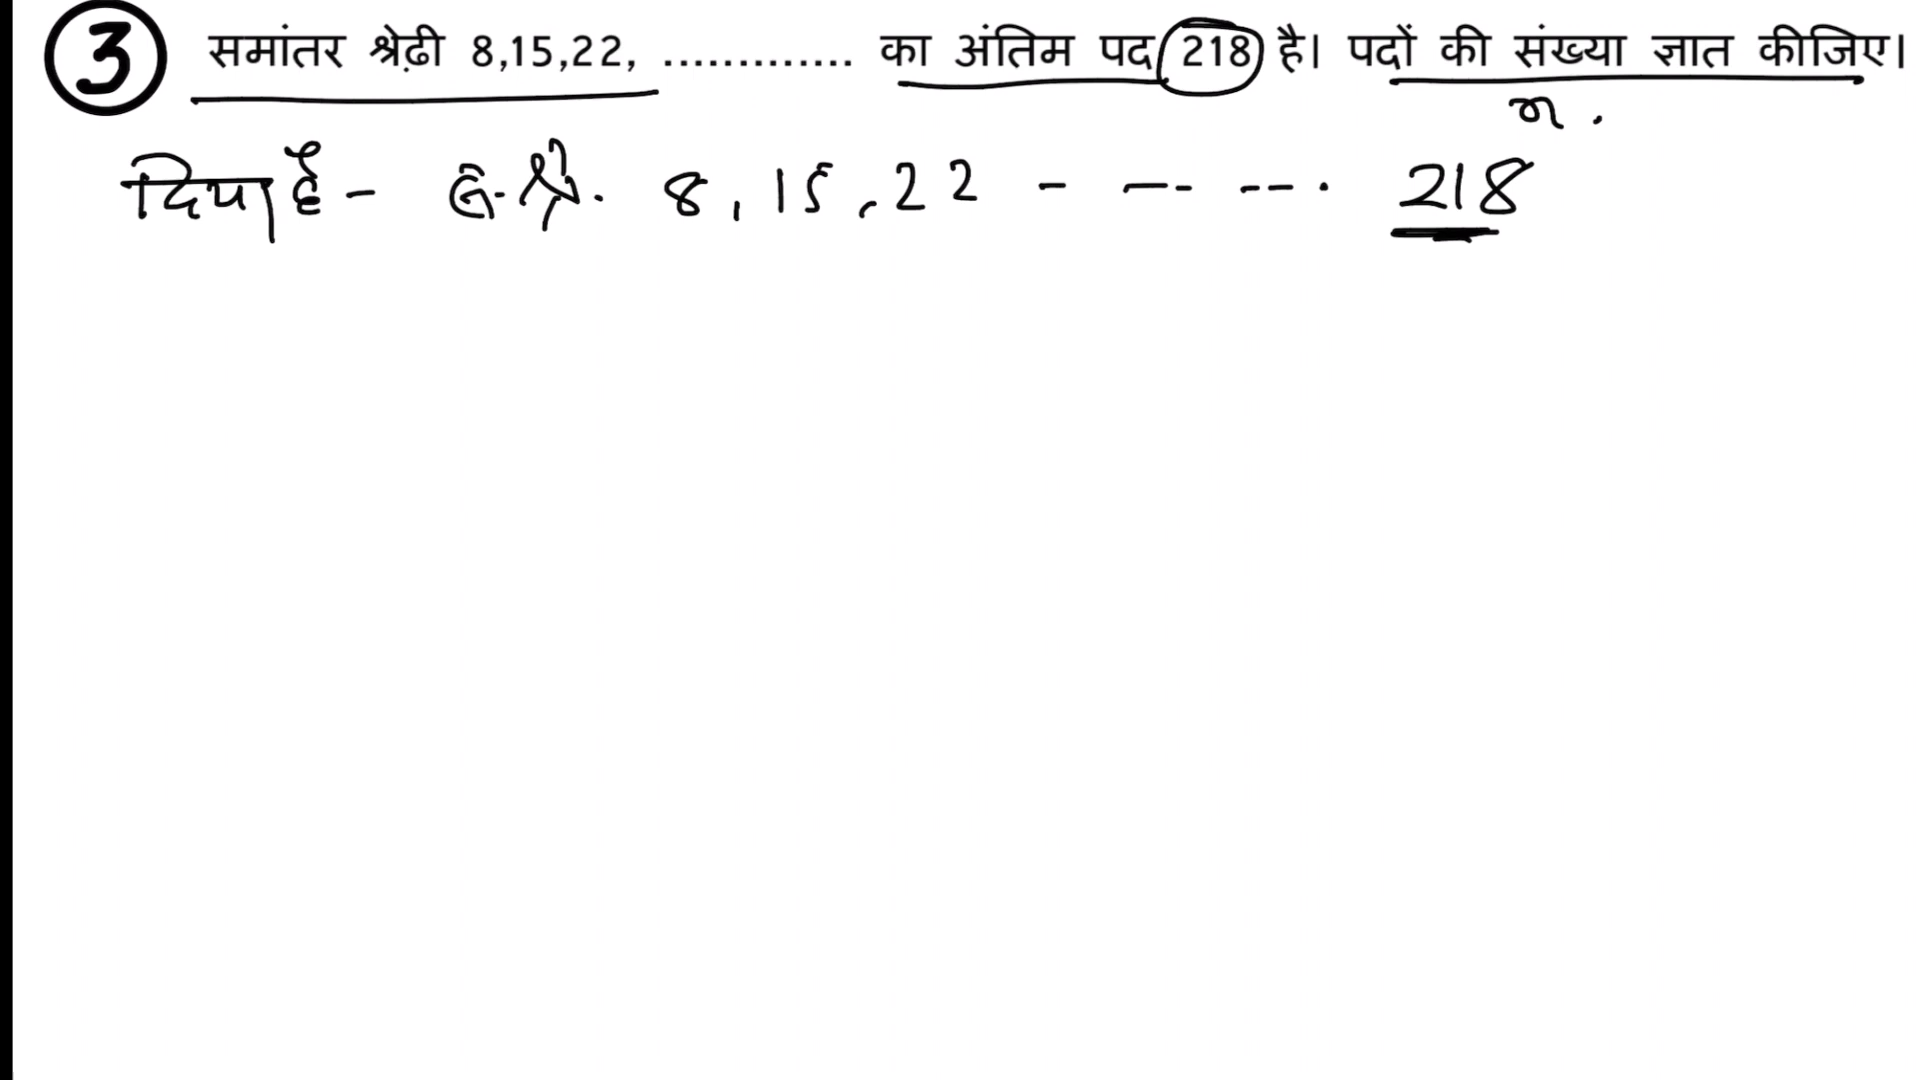 3 समांतर श्रेढ़ी 8,15,22, ............. का अंतिम पद 218 है। पदों की संख्या ज्ञात कीजिए।
n .
दिया है - स.श्रे. 8, 15, 22 - -- --. 218